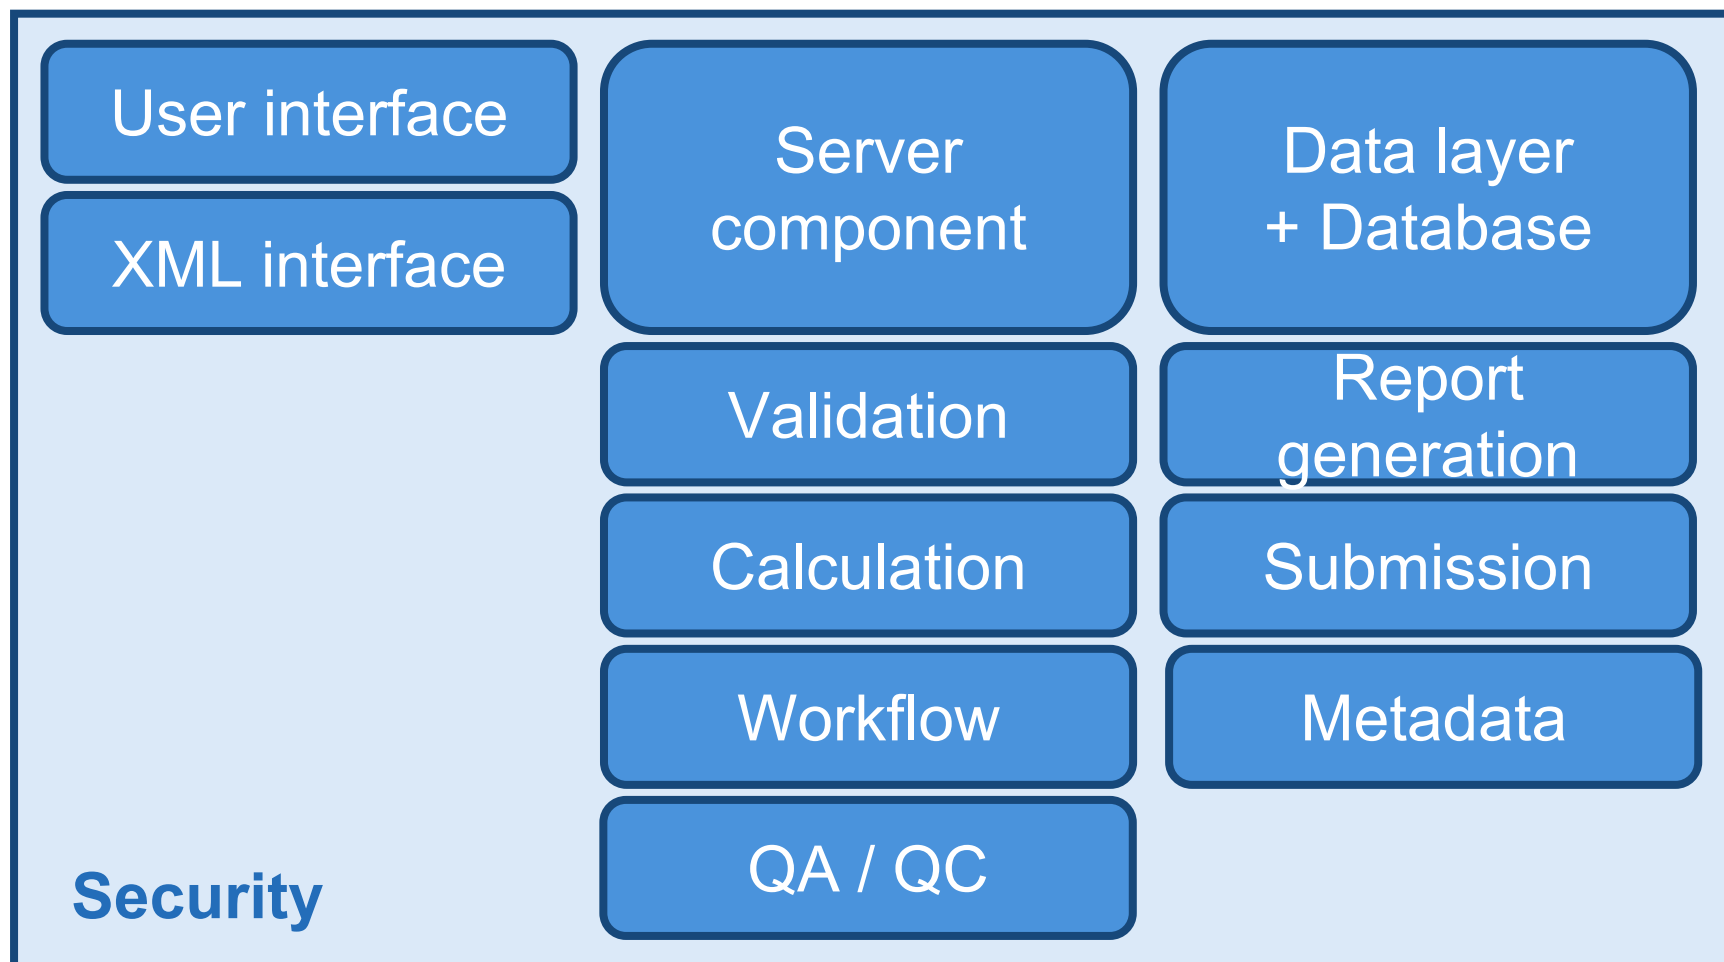 User interface
XML interface
Server
component
Validation
Calculation
Workflow
QA / QC
Data layer
+ Database
Report
generation
Submission
Metadata
Security